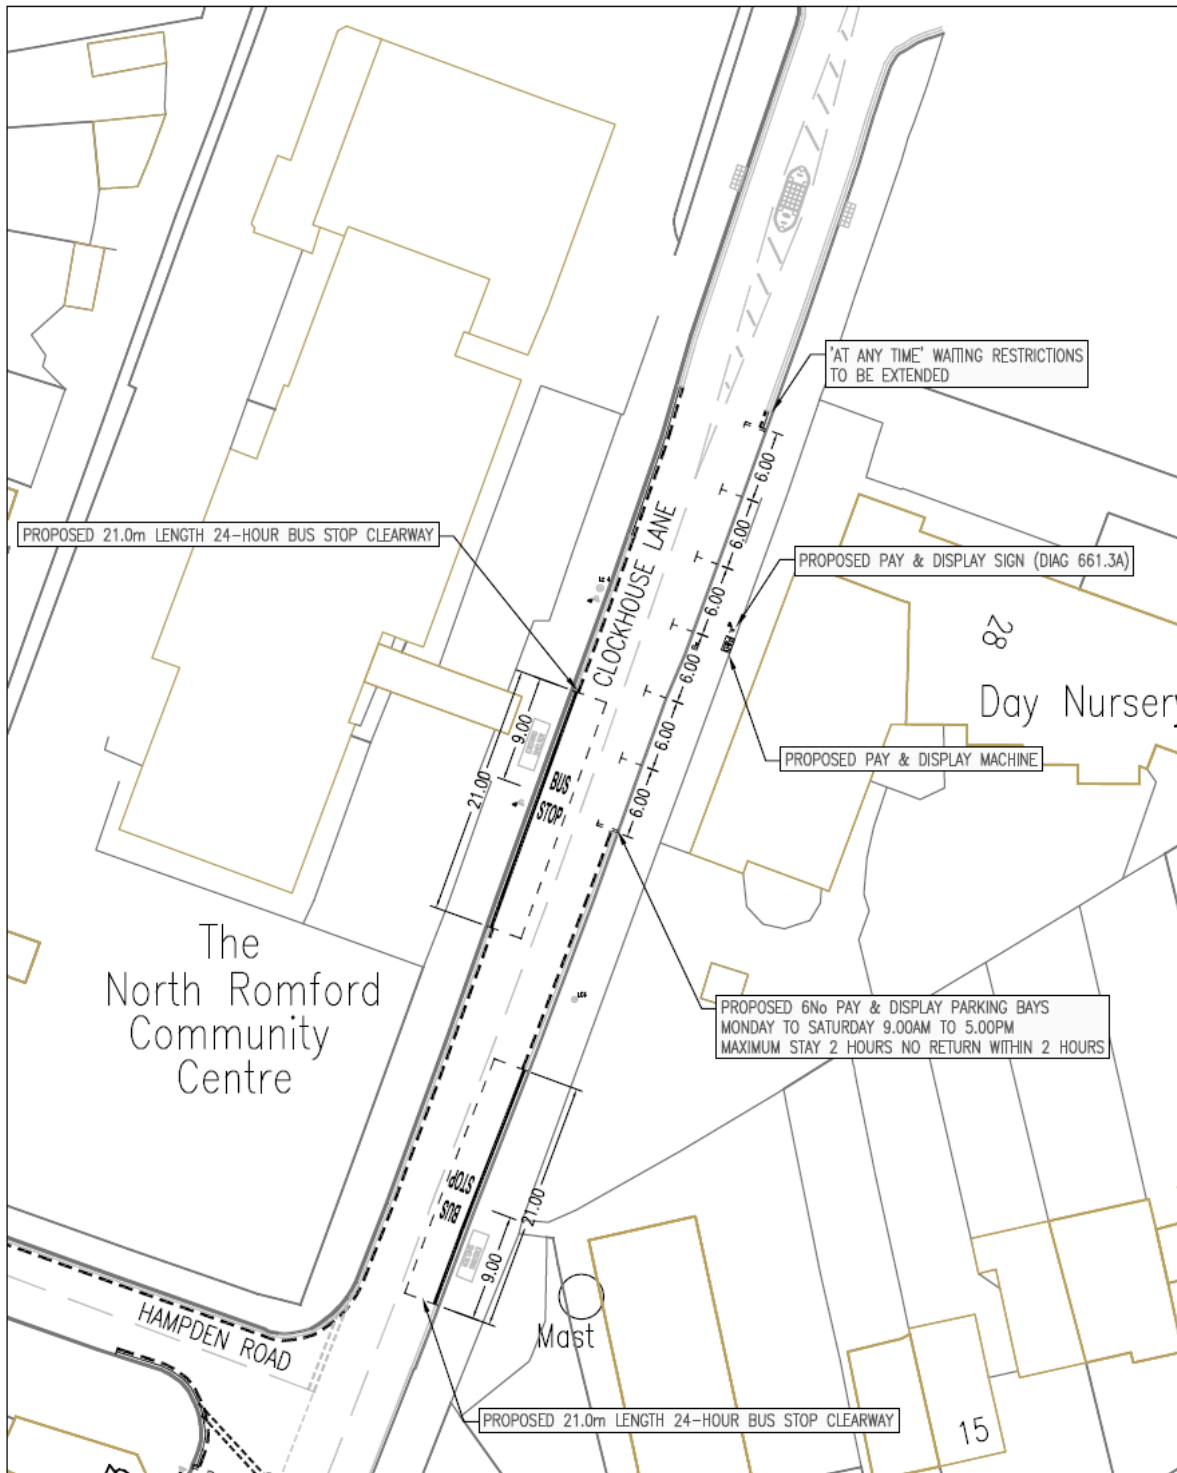 'AT ANY TIME' WAITING RESTRICTIONS
TO BE EXTENDED
6.00
6.00
PROPOSED 21.0m LENGTH 24-HOUR BUS STOP CLEARWAY
CLOCKHOUSE LANE
PROPOSED PAY & DISPLAY SIGN (DIAG 661.3A)
6.00
28
6.00
Day Nursery
6.00
9.00
21.00
BUS
STOP
PROPOSED PAY & DISPLAY MACHINE
6.00
The
North Romford
Community
Centre
PROPOSED 6No PAY & DISPLAY PARKING BAYS
MONDAY TO SATURDAY 9.00AM TO 5.00PM
MAXIMUM STAY 2 HOURS NO RETURN WITHIN 2 HOURS
BUS
STOP
21.00
9.00
HAMPDEN ROAD
Mast
PROPOSED 21.0m LENGTH 24-HOUR BUS STOP CLEARWAY
15